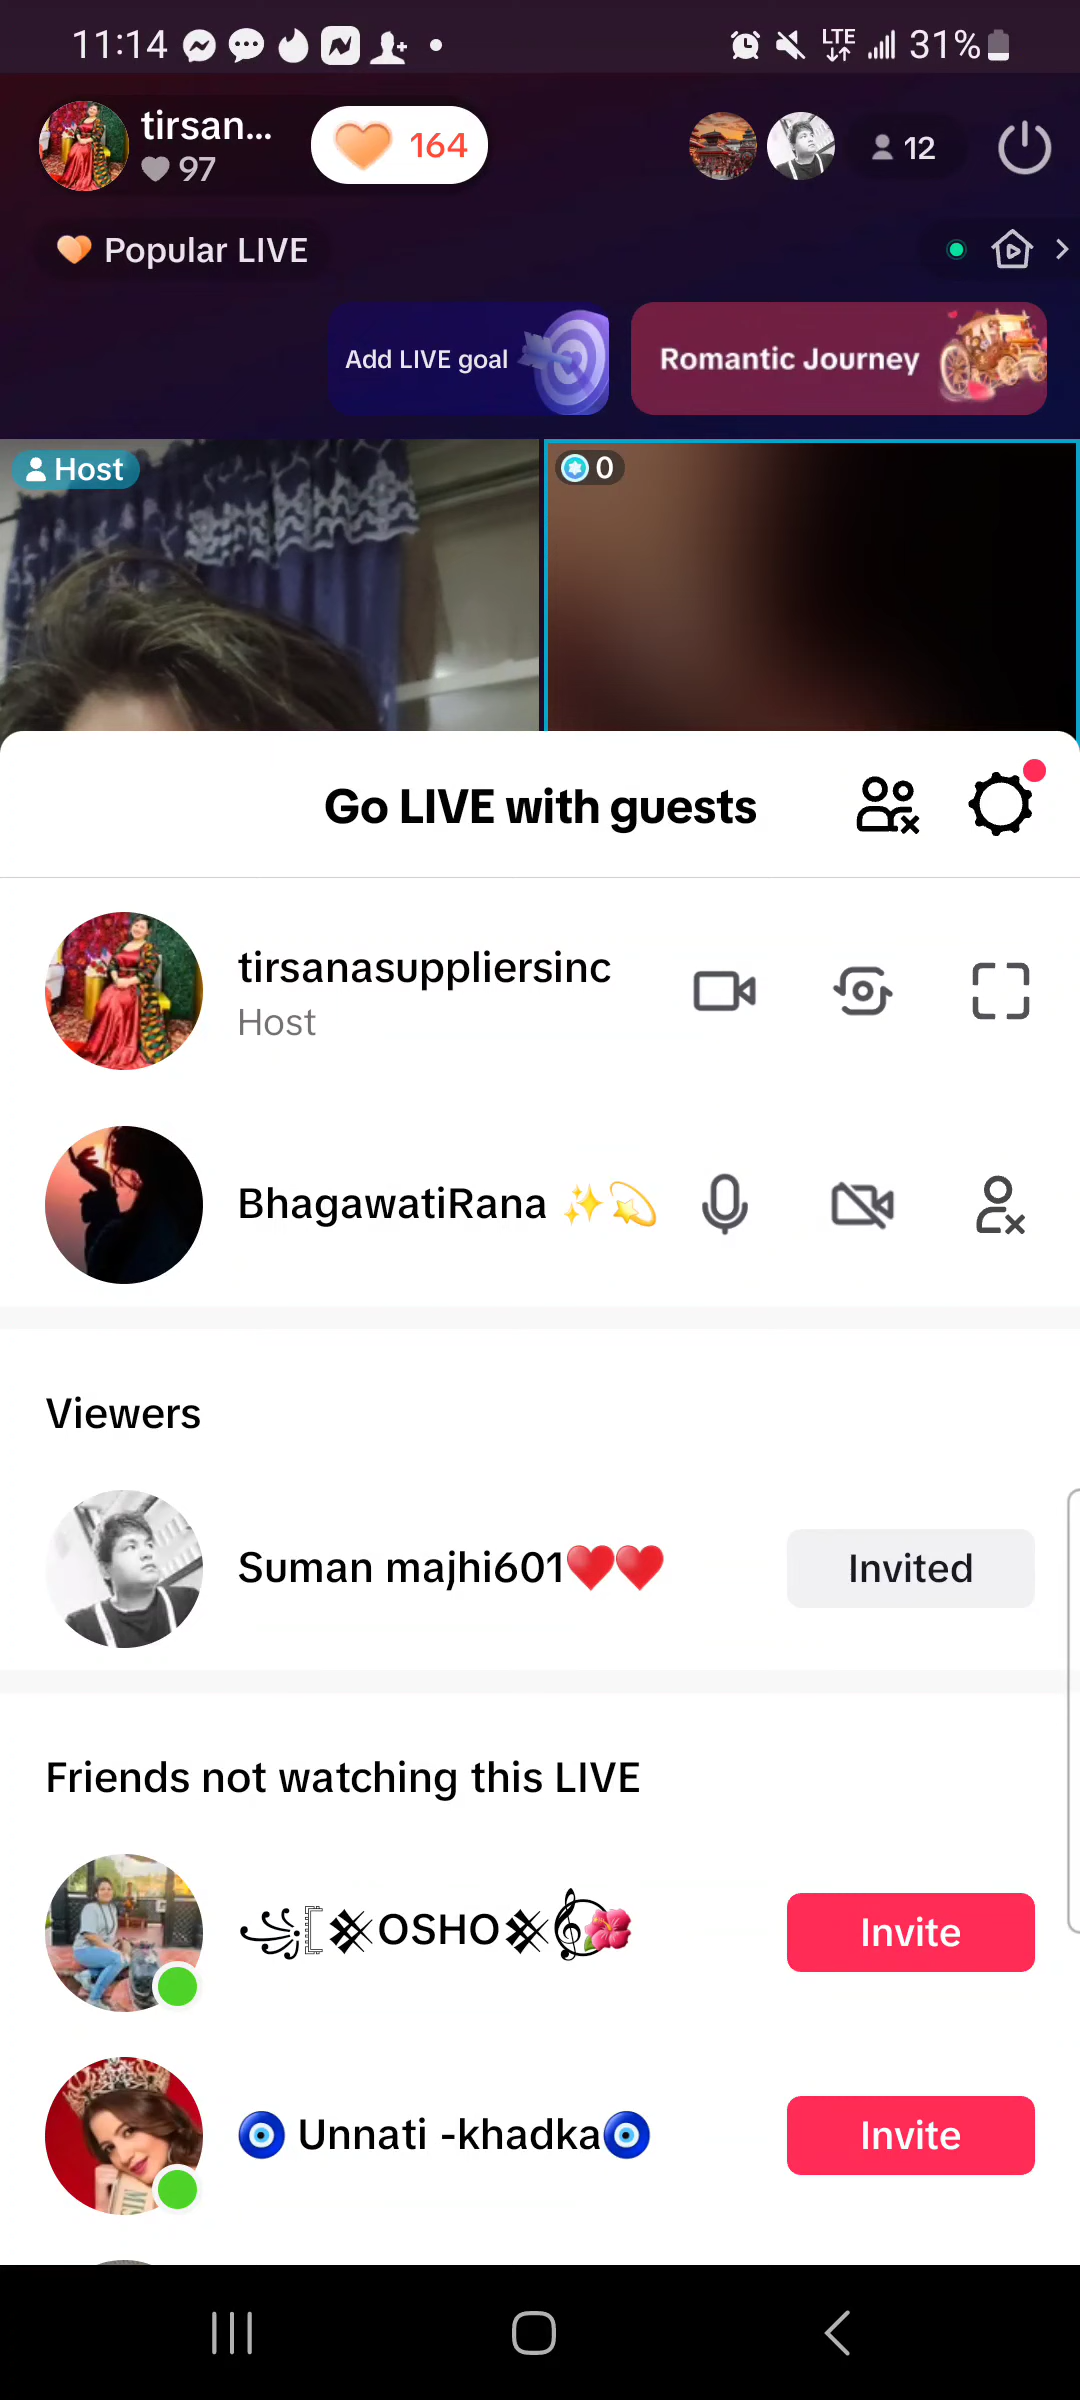 11:14
LTE
31%
tirsan...
97
164
12
Popular LIVE
Add LIVE goal
Romantic Journey
Host
0
Go LIVE with guests
tirsanasuppliersinc
Host
BhagawatiRana ✨💫
Viewers
Suman majhi601❤️❤️
Invited
Friends not watching this LIVE
OSHO
Invite
🧿 Unnati -khadka🧿
Invite